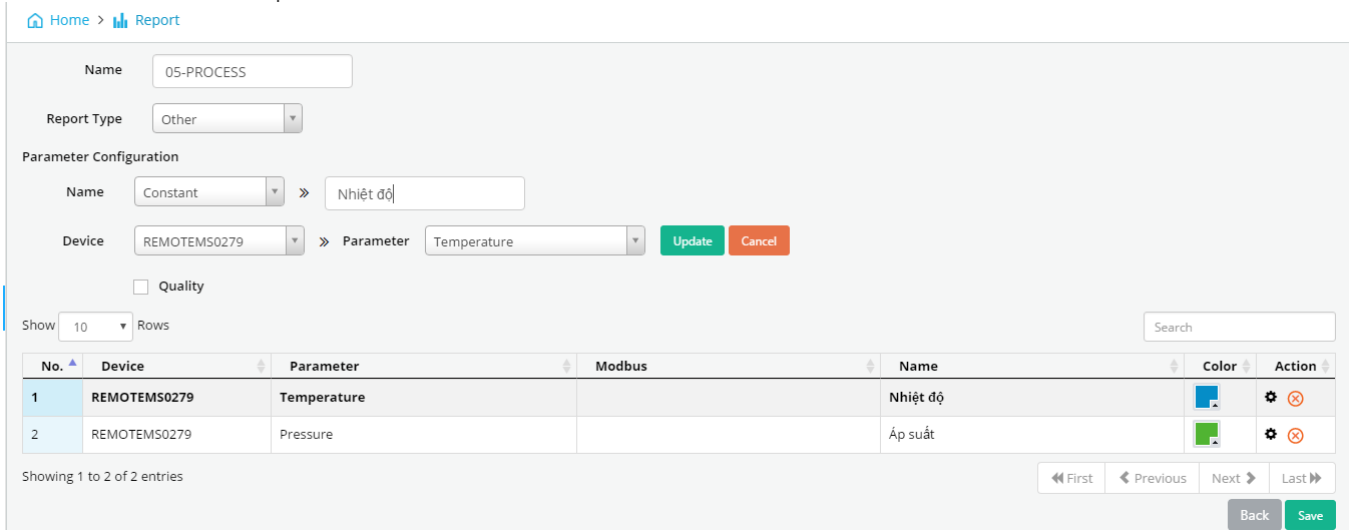 Home > Report
Name 05-PROCESS
Report Type Other
Parameter Configuration
Name Constant » Nhiệt độ
Device REMOTEMS0279 » Parameter Temperature Update Cancel
Quality
Show 10 Rows Search
No. Device Parameter Modbus Name Color Action
1 REMOTEMS0279 Temperature Nhiệt độ
2 REMOTEMS0279 Pressure Áp suất
Showing 1 to 2 of 2 entries First Previous Next Last
Back Save